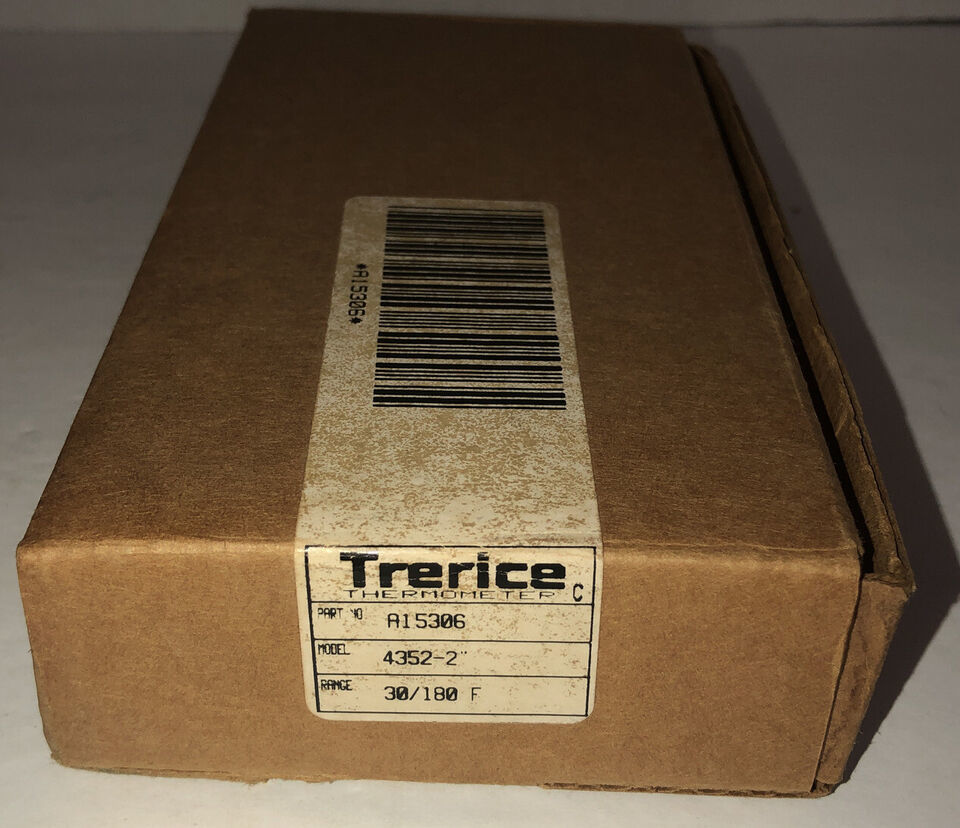 *A15306*
Trerice
THERMOMETER C
PART NO A15306
MODEL 4352-2"
RANGE 30/180 F